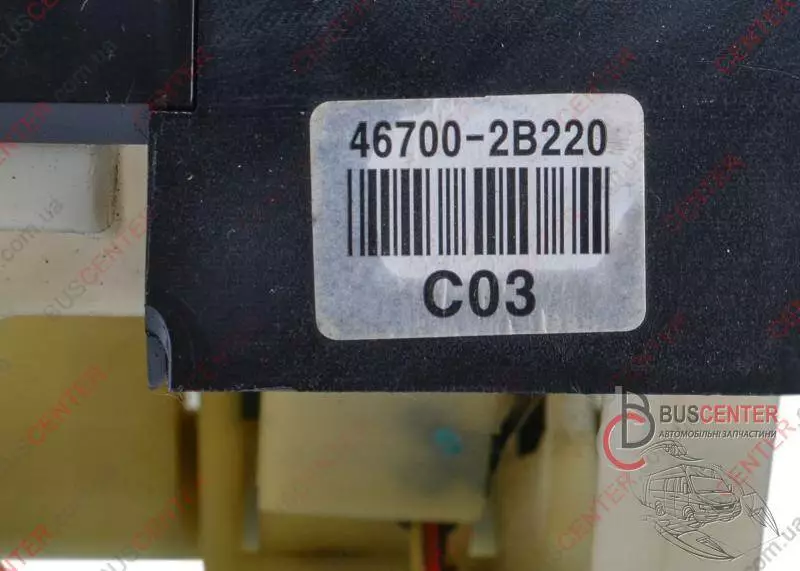 46700-2B220
C03
BUSCENTER
АВТОМОБІЛЬНІ ЗАПЧАСТИНИ